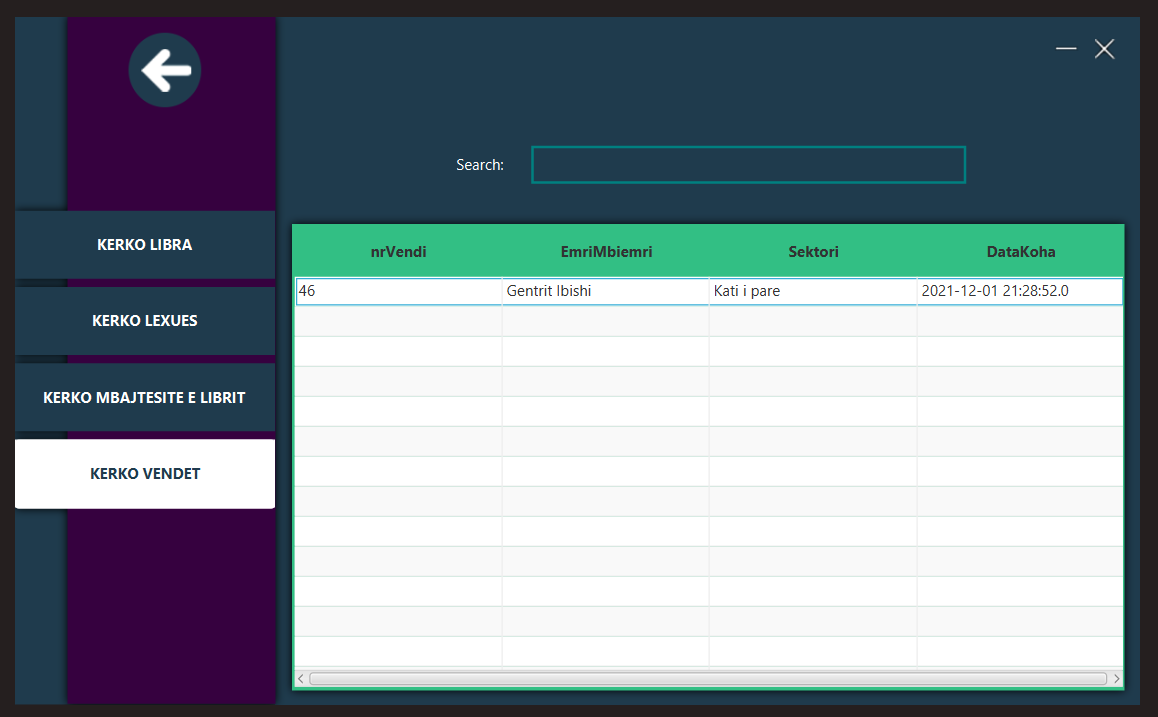 Search:
KERKO LIBRA
KERKO LEXUES
KERKO MBAJTESITE E LIBRIT
KERKO VENDET
nrVendi EmriMbiemri Sektori DataKoha
46 Gentrit Ibishi Kati i pare 2021-12-01 21:28:52.0